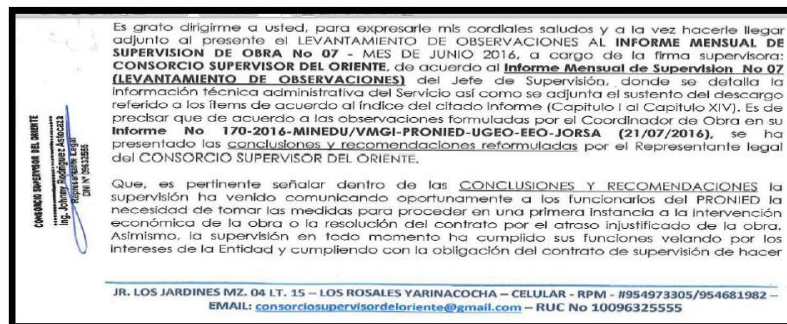 Es grato dirigirme a usted, para expresarle mis cordiales saludos y a la vez hacerle llegar
adjunto al presente el LEVANTAMIENTO DE OBSERVACIONES AL INFORME MENSUAL DE
SUPERVISION DE OBRA No 07 - MES DE JUNIO 2016, a cargo de la firma supervisora:
CONSORCIO SUPERVISOR DEL ORIENTE, de acuerdo al Informe Mensual de Supervision No 07
(LEVANTAMIENTO DE OBSERVACIONES) del Jefe de Supervisión, donde se detalla la
información técnica administrativa del Servicio así como se adjunta el sustento del descargo
referido a los ítems de acuerdo al índice del citado informe (Capitulo I al Capitulo XIV). Es de
precisar que de acuerdo a las observaciones formuladas por el Coordinador de Obra en su
Informe No 170-2016-MINEDU/VMGI-PRONIED-UGEO-EEO-JORSA (21/07/2016), se ha
presentado las conclusiones y recomendaciones reformuladas por el Representante legal
del CONSORCIO SUPERVISOR DEL ORIENTE.
Que, es pertinente señalar dentro de las CONCLUSIONES Y RECOMENDACIONES la
supervisión ha venido comunicando oportunamente a los funcionarios del PRONIED la
necesidad de tomar las medidas para proceder en una primera instancia a la intervención
económica de la obra o la resolución del contrato por el atraso injustificado de la obra.
Asimismo, la supervisión en todo momento ha cumplido sus funciones velando por los
intereses de la Entidad y cumpliendo con la obligación del contrato de supervisión de hacer
CONSORCIO SUPERVISOR DEL ORIENTE
Ing. Johnny Rodriguez Astocaza
Representante Legal
DNI Nº 09632555
JR. LOS JARDINES MZ. 04 LT. 15 – LOS ROSALES YARINACOCHA – CELULAR - RPM - #954973305/954681982 –
EMAIL: consorciosupervisordeloriente@gmail.com – RUC No 10096325555